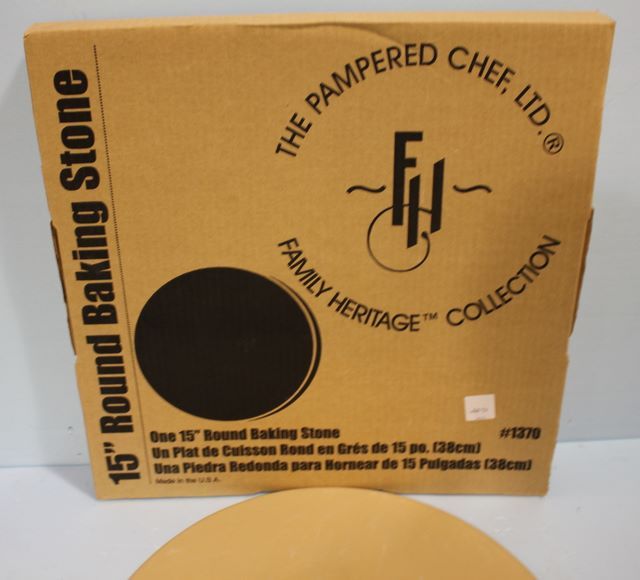 15" Round Baking Stone
THE PAMPERED CHEF, LTD.®
FH
FAMILY HERITAGE™ COLLECTION
#1370
One 15" Round Baking Stone
Un Plat de Cuisson Rond en Grés de 15 po. (38cm)
Una Piedra Redonda para Hornear de 15 Pulgadas (38cm)
Made in the U.S.A.